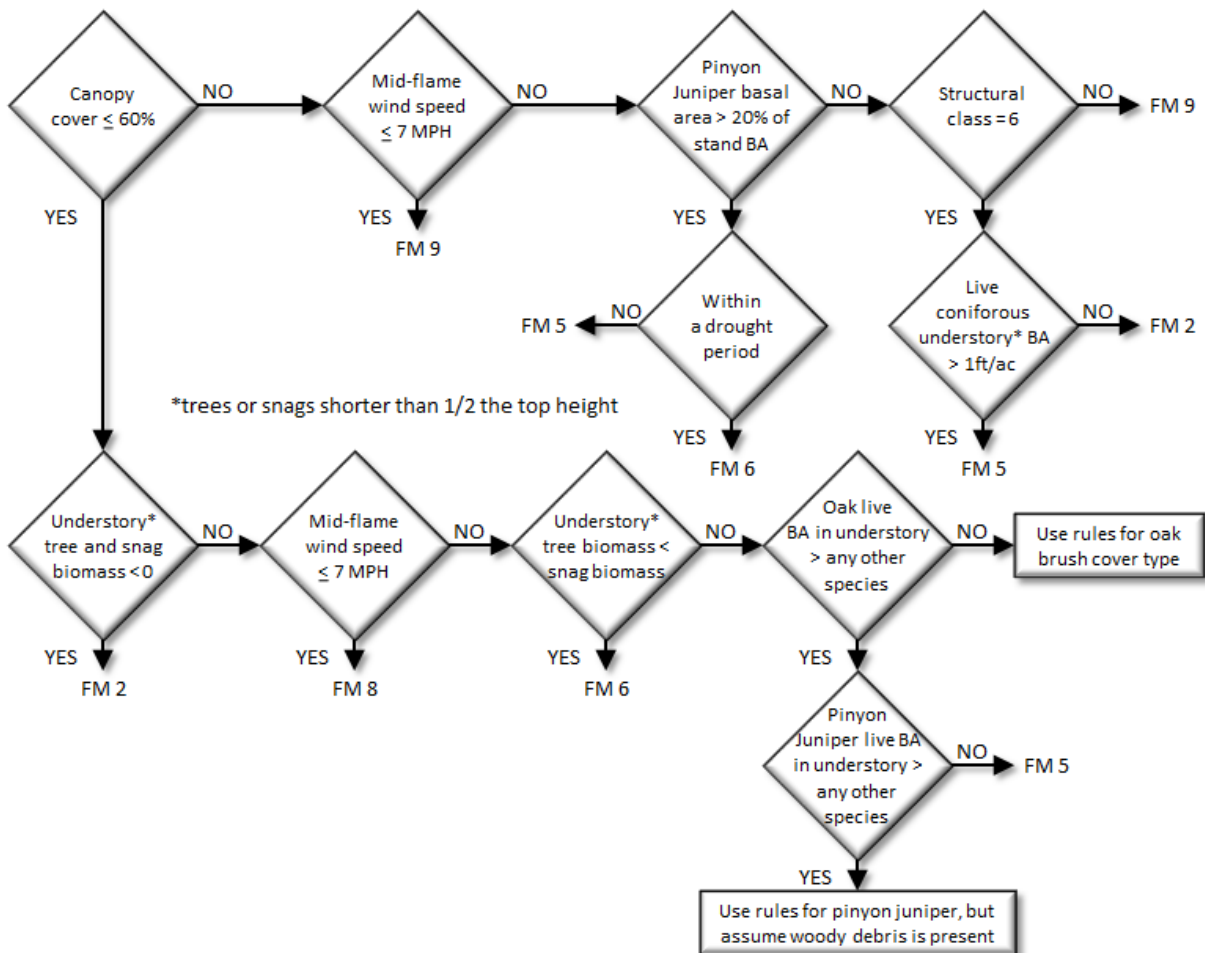 Canopy
cover ≤ 60%
NO
YES
Mid-flame
wind speed
≤ 7 MPH
NO
YES
FM 9
Pinyon
Juniper basal
area > 20% of
stand BA
NO
YES
Structural
class = 6
NO
FM 9
YES
Within
a drought
period
NO
FM 5
YES
FM 6
Live
coniforous
understory* BA
> 1ft/ac
NO
FM 2
YES
FM 5
*trees or snags shorter than 1/2 the top height
Understory*
tree and snag
biomass <0
NO
YES
FM 2
Mid-flame
wind speed
≤ 7 MPH
NO
YES
FM 8
Understory*
tree biomass <
snag biomass
NO
YES
FM 6
Oak live
BA in understory
> any other
species
NO
Use rules for oak
brush cover type
YES
Pinyon
Juniper live BA
in understory >
any other
species
NO
FM 5
YES
Use rules for pinyon juniper, but
assume woody debris is present